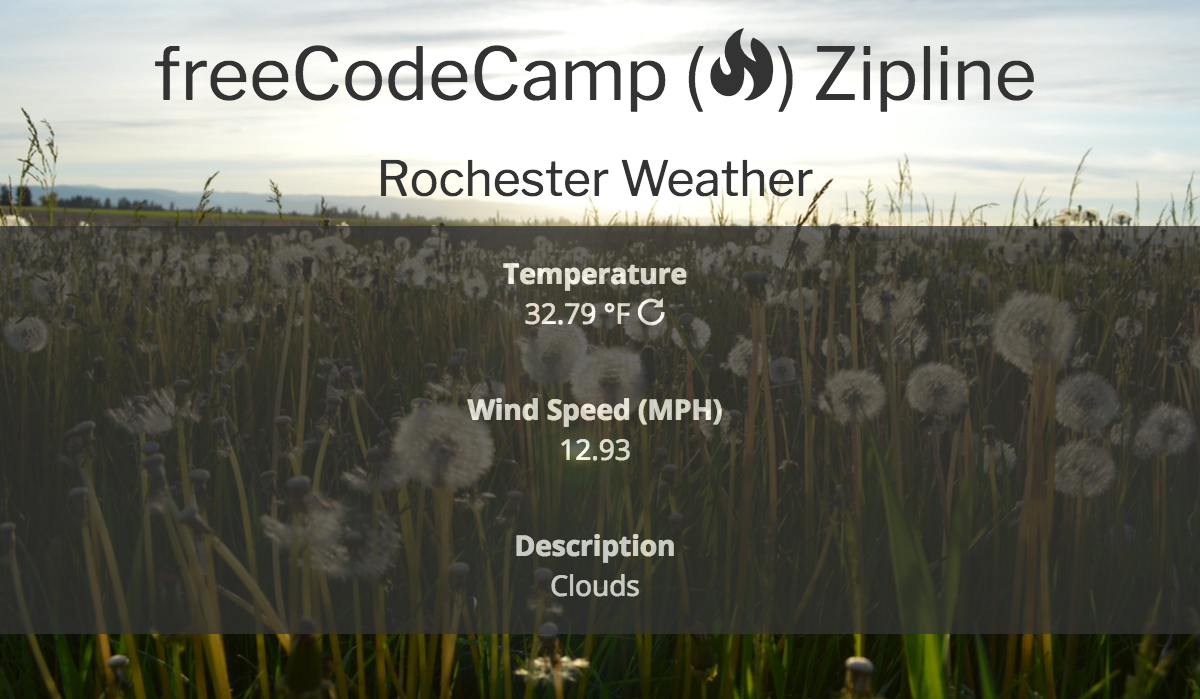 freeCodeCamp () Zipline
Rochester Weather
Temperature
32.79 °F
Wind Speed (MPH)
12.93
Description
Clouds